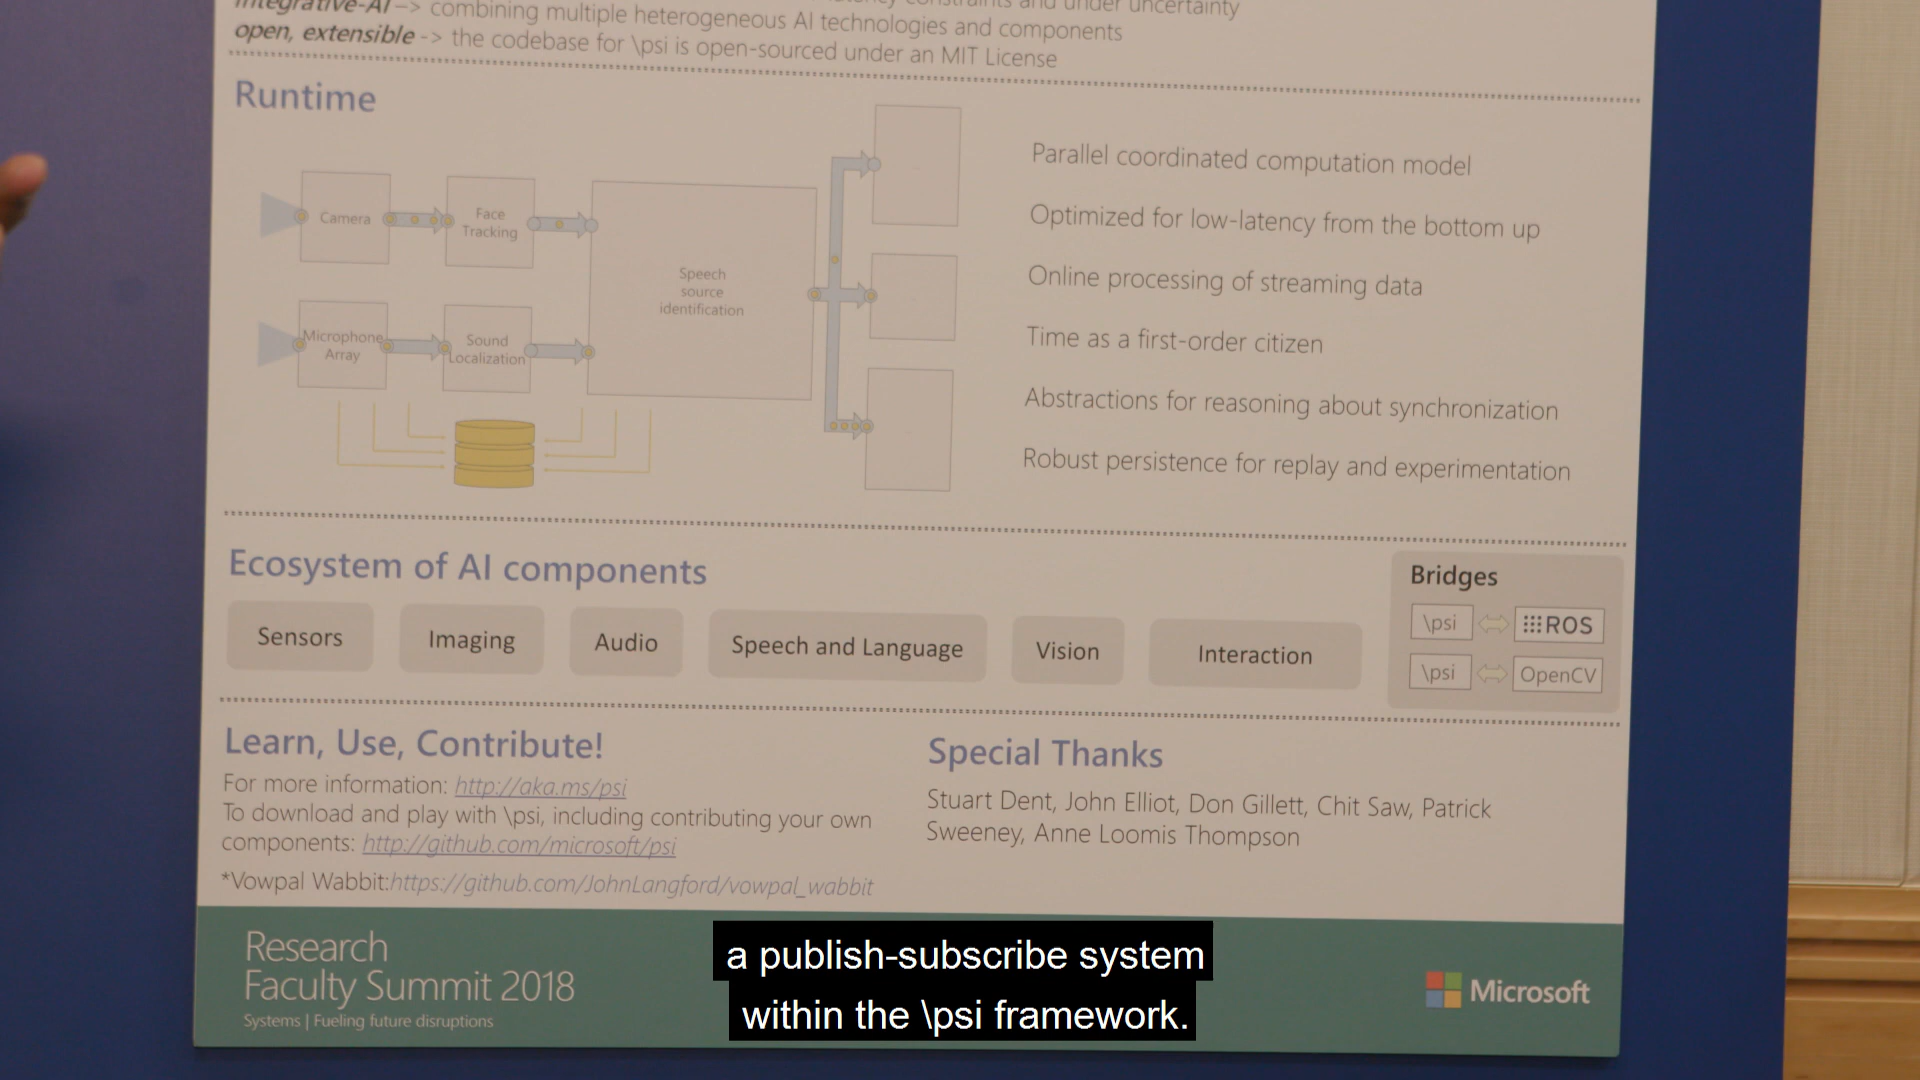 integrative-AI –> combining multiple heterogeneous AI technologies and components
open, extensible -> the codebase for \psi is open-sourced under an MIT License
Runtime
Camera
Face
Tracking
Microphone
Array
Sound
Localization
Speech
source
identification
Parallel coordinated computation model
Optimized for low-latency from the bottom up
Online processing of streaming data
Time as a first-order citizen
Abstractions for reasoning about synchronization
Robust persistence for replay and experimentation
Ecosystem of AI components
Sensors
Imaging
Audio
Speech and Language
Vision
Interaction
Bridges
\psi
ROS
\psi
OpenCV
Learn, Use, Contribute!
For more information: http://aka.ms/psi
To download and play with \psi, including contributing your own
components: http://github.com/microsoft/psi
*Vowpal Wabbit:https://github.com/JohnLangford/vowpal_wabbit
Special Thanks
Stuart Dent, John Elliot, Don Gillett, Chit Saw, Patrick
Sweeney, Anne Loomis Thompson
Research
Faculty Summit 2018
Systems | Fueling future disruptions
Microsoft
a publish-subscribe system
within the \psi framework.